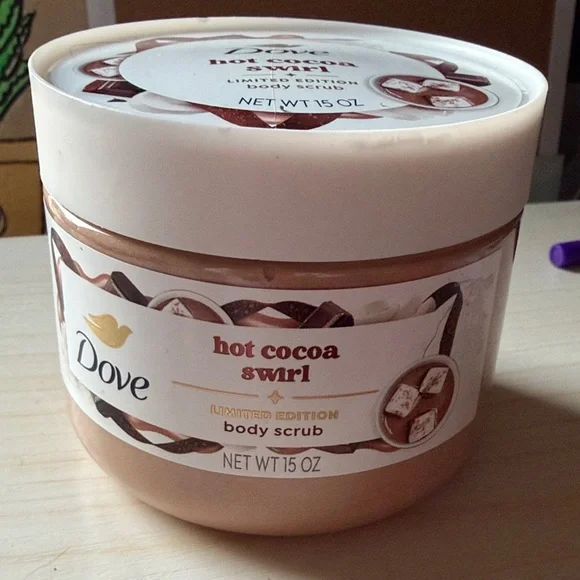 Dove
hot cocoa
swirl
LIMITED EDITION
body scrub
NET WT 15 OZ
Dove
hot cocoa
swirl
LIMITED EDITION
body scrub
NET WT 15 OZ